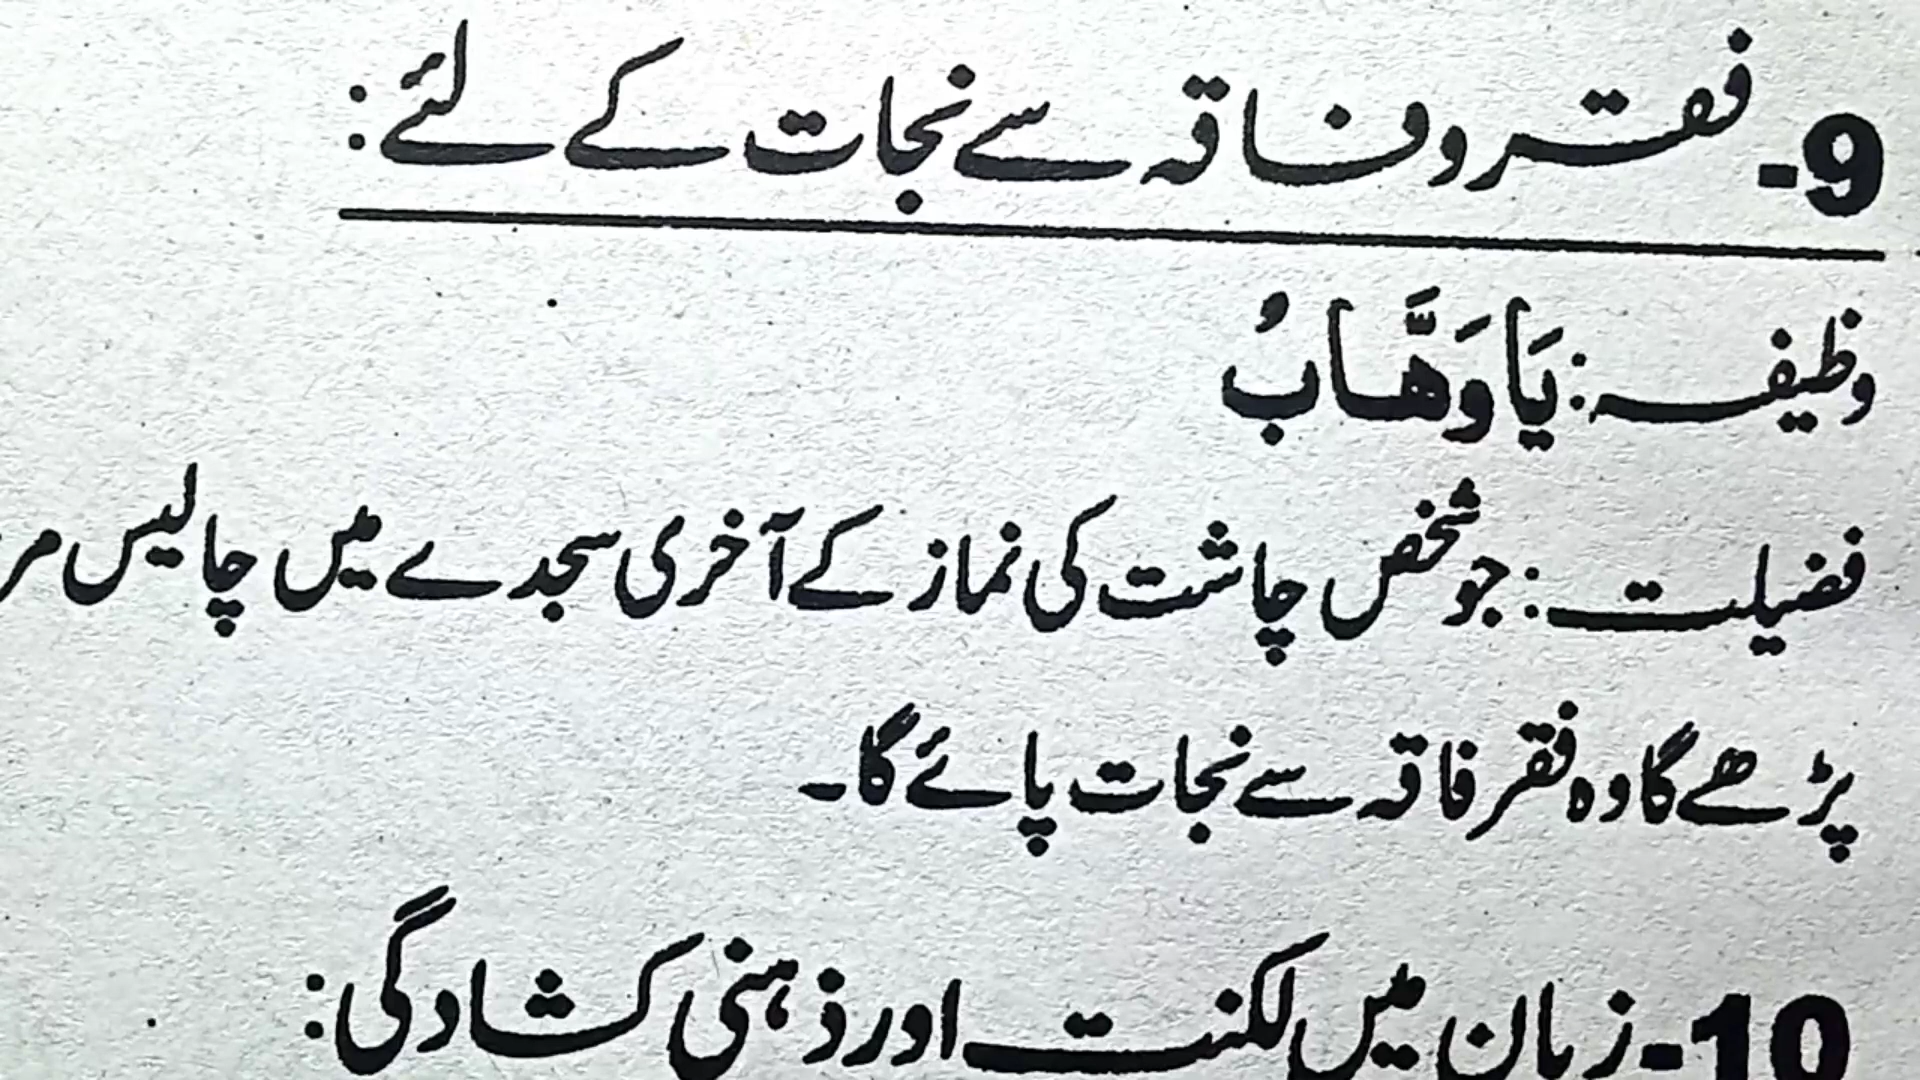 9- فقر و فاقہ سے نجات کے لئے:
وظیفہ: یَا وَهَّابُ
فضیلت: جو شخص چاشت کی نماز کے آخری سجدے میں چالیس مر
پڑھے گا وہ فقر فاقہ سے نجات پائے گا۔
10- زبان میں لکنت اور ذہنی کشادگی: